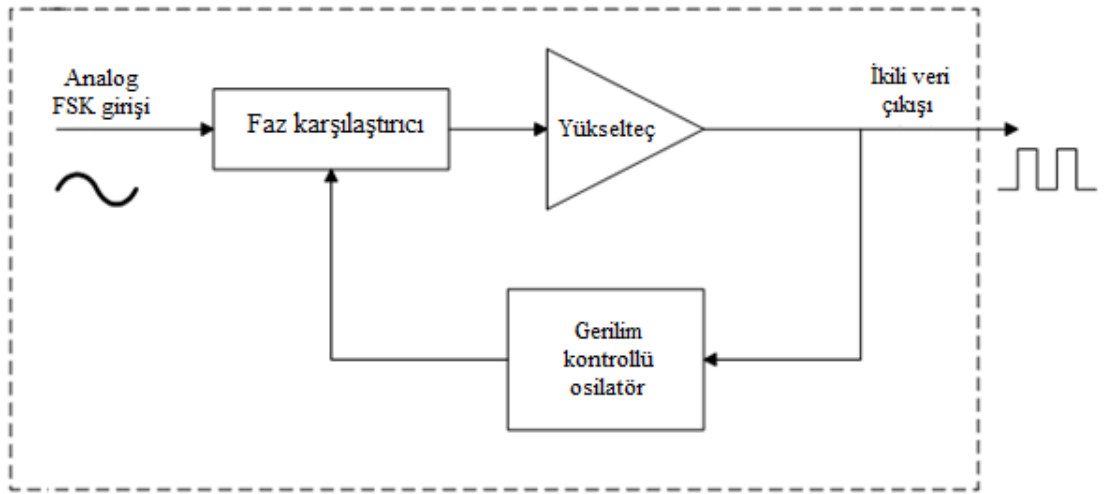 Analog
FSK girişi
Faz karşılaştırıcı
Yükselteç
İkili veri
çıkışı
Gerilim
kontrollü
osilatör